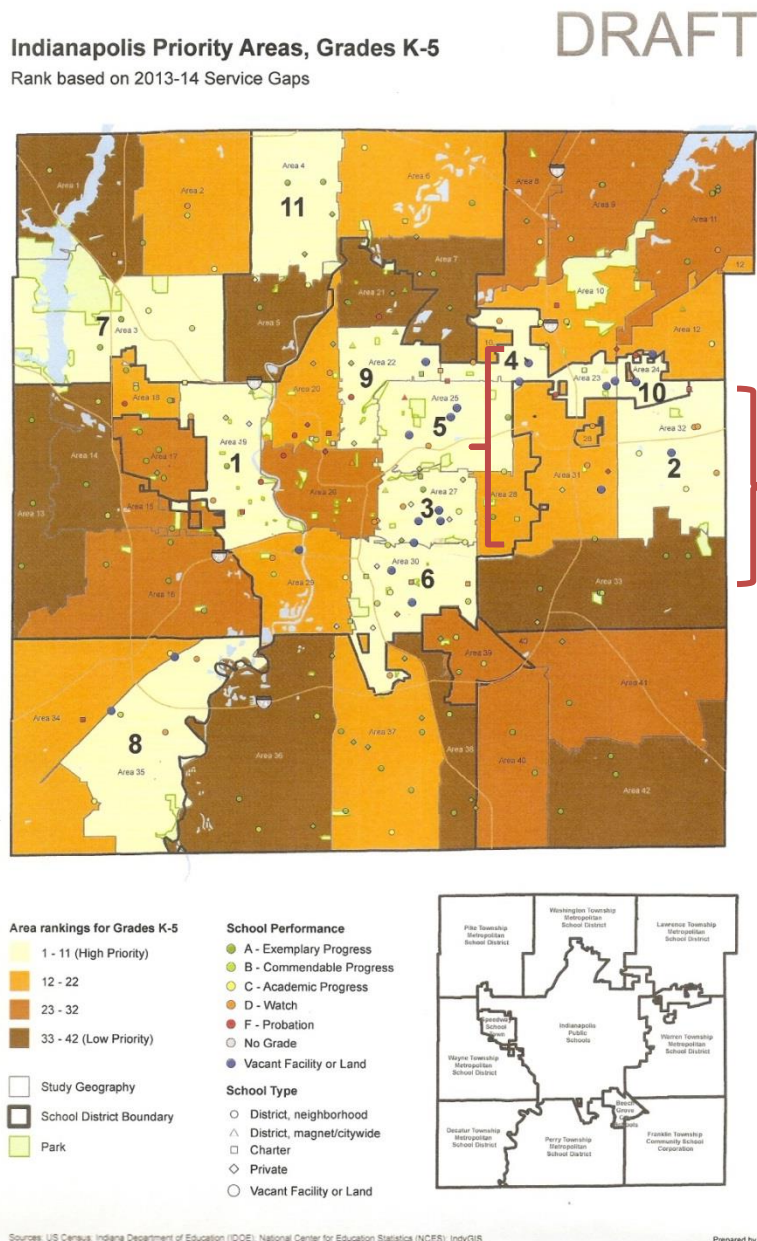 DRAFT
Indianapolis Priority Areas, Grades K-5
Rank based on 2013-14 Service Gaps
Area 1
Area 2
Area 4
11
Area 6
Area 8
Area 9
Area 11
Area 7
Area 10
12
7
Area 3
Area 5
Area 21
Area 12
4
Area 22
9
Area 20
Area 23
Area 24
10
Area 18
Area 25
5
Area 32
Area 14
Area 17
1
2
Area 31
Area 26
Area 27
3
Area 28
Area 13
Area 15
Area 30
6
Area 16
Area 29
Area 33
Area 39
40
Area 41
Area 34
8
Area 35
Area 36
Area 37
Area 38
Area 40
Area 42
Area rankings for Grades K-5
1 - 11 (High Priority)
12 - 22
23 - 32
33 - 42 (Low Priority)
Study Geography
School District Boundary
Park
School Performance
A - Exemplary Progress
B - Commendable Progress
C - Academic Progress
D - Watch
F - Probation
No Grade
Vacant Facility or Land
School Type
District, neighborhood
District, magnet/citywide
Charter
Private
Vacant Facility or Land
Pike Township
Metropolitan
School District
Washington Township
Metropolitan
School District
Lawrence Township
Metropolitan
School District
Speedway
School
Town
Indianapolis
Public
Schools
Wayne Township
Metropolitan
School District
Warren Township
Metropolitan
School District
Beech
Grove
City
Schools
Decatur Township
Metropolitan
School District
Perry Township
Metropolitan
School District
Franklin Township
Community School
Corporation
Sources: US Census; Indiana Department of Education (IDOE); National Center for Education Statistics (NCES); IndyGIS
Prepared by